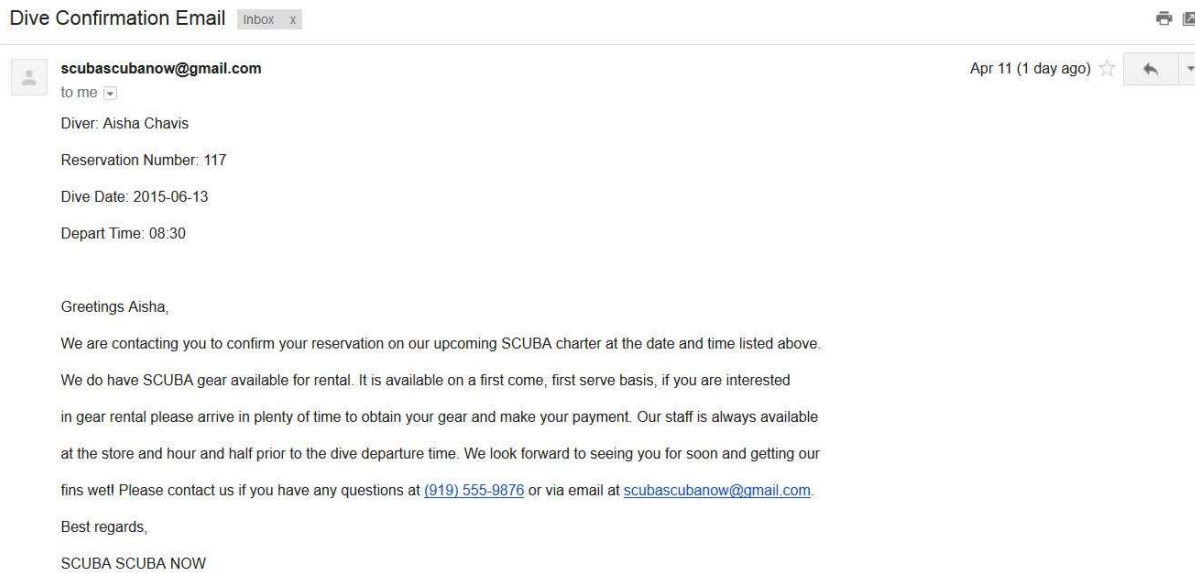 Dive Confirmation Email Inbox x
scubascubanow@gmail.com Apr 11 (1 day ago)
to me
Diver: Aisha Chavis
Reservation Number: 117
Dive Date: 2015-06-13
Depart Time: 08:30
Greetings Aisha,
We are contacting you to confirm your reservation on our upcoming SCUBA charter at the date and time listed above.
We do have SCUBA gear available for rental. It is available on a first come, first serve basis, if you are interested
in gear rental please arrive in plenty of time to obtain your gear and make your payment. Our staff is always available
at the store and hour and half prior to the dive departure time. We look forward to seeing you for soon and getting our
fins wet! Please contact us if you have any questions at (919) 555-9876 or via email at scubascubanow@gmail.com.
Best regards,
SCUBA SCUBA NOW